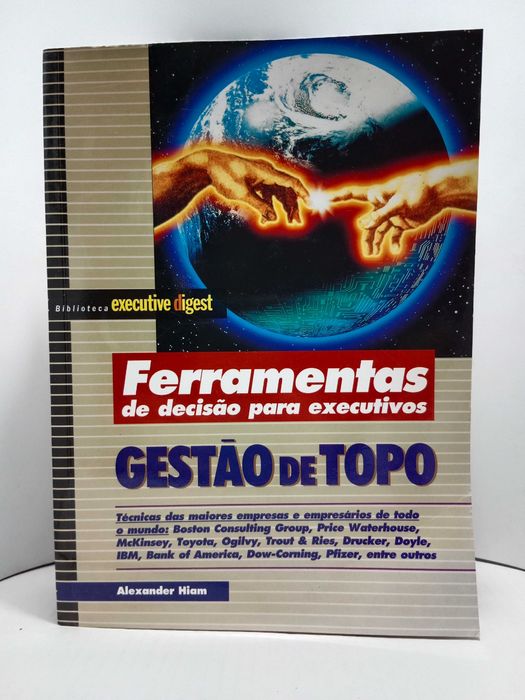 Biblioteca executive digest
Ferramentas
de decisão para executivos
GESTÃO DE TOPO
Técnicas das maiores empresas e empresários de todo
o mundo: Boston Consulting Group, Price Waterhouse,
McKinsey, Toyota, Ogilvy, Trout & Ries, Drucker, Doyle,
IBM, Bank of America, Dow-Corning, Pfizer, entre outros
Alexander Hiam